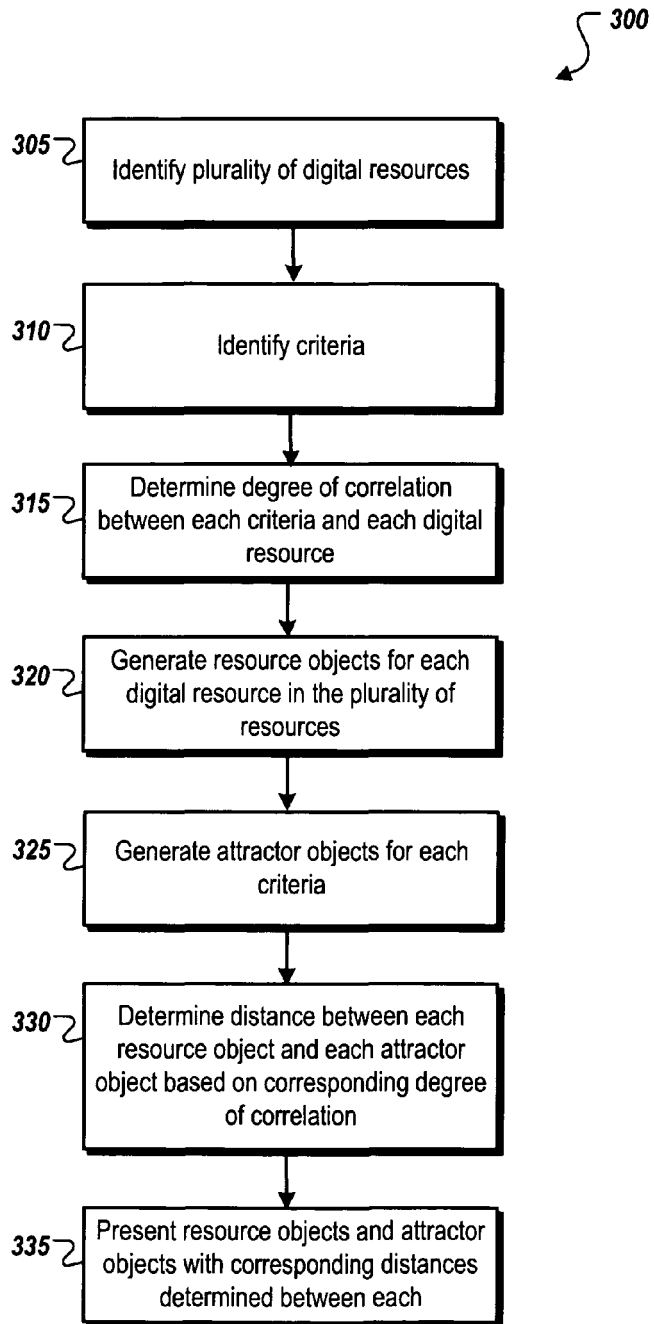 300
305
Identify plurality of digital resources
310
Identify criteria
315
Determine degree of correlation
between each criteria and each digital
resource
320
Generate resource objects for each
digital resource in the plurality of
resources
325
Generate attractor objects for each
criteria
330
Determine distance between each
resource object and each attractor
object based on corresponding degree
of correlation
335
Present resource objects and attractor
objects with corresponding distances
determined between each